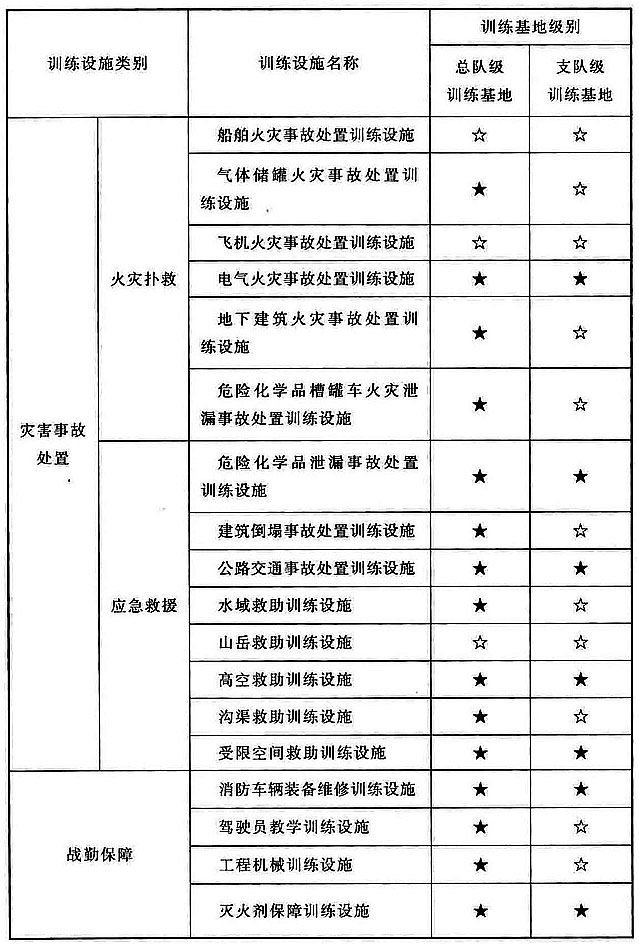 训练设施类别
训练设施名称
训练基地级别
总队级
训练基地
支队级
训练基地
灾害事故
处置
火灾扑救
船舶火灾事故处置训练设施 ☆ ☆
气体储罐火灾事故处置训
练设施 ★ ☆
飞机火灾事故处置训练设施 ☆ ☆
电气火灾事故处置训练设施 ★ ★
地下建筑火灾事故处置训
练设施 ★ ☆
危险化学品槽罐车火灾泄
漏事故处置训练设施 ★ ☆
应急救援
危险化学品泄漏事故处置
训练设施 ★ ★
建筑倒塌事故处置训练设施 ★ ☆
公路交通事故处置训练设施 ★ ★
水域救助训练设施 ★ ☆
山岳救助训练设施 ☆ ☆
高空救助训练设施 ★ ★
沟渠救助训练设施 ★ ☆
受限空间救助训练设施 ★ ★
战勤保障
消防车辆装备维修训练设施 ★ ★
驾驶员教学训练设施 ★ ☆
工程机械训练设施 ★ ☆
灭火剂保障训练设施 ★ ★